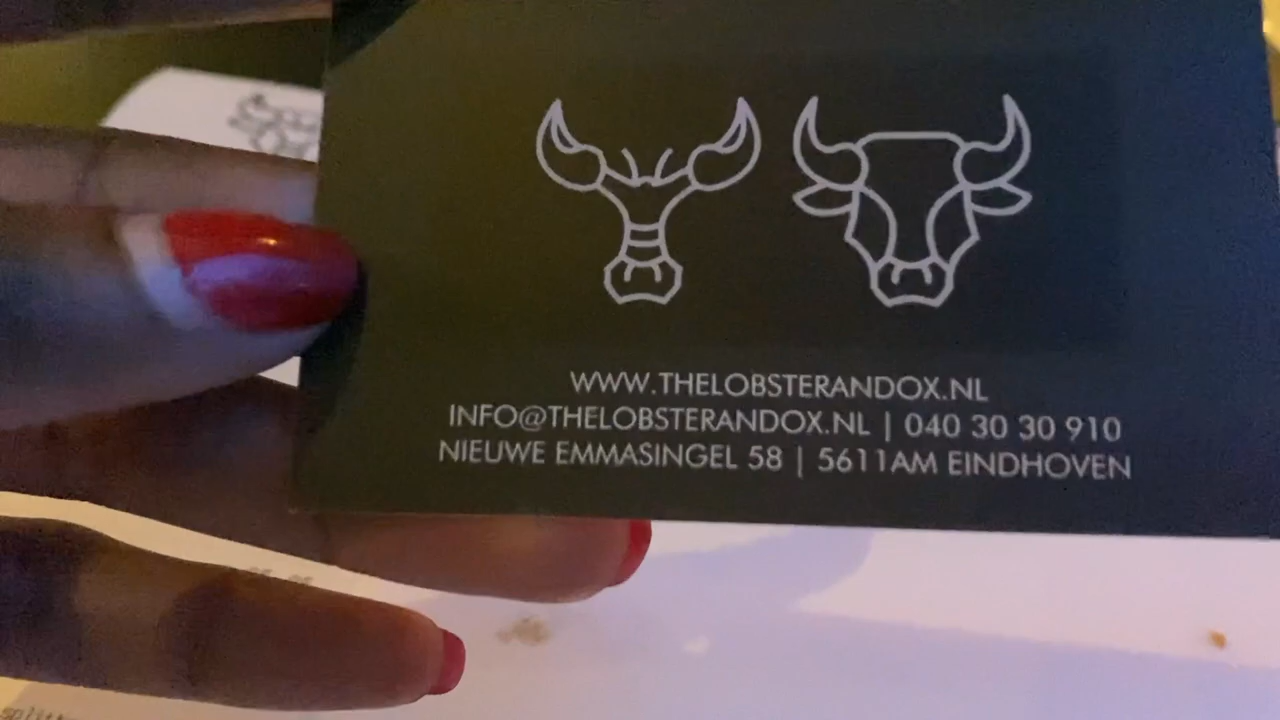 WWW.THELOBSTERANDOX.NL
INFO@THELOBSTERANDOX.NL | 040 30 30 910
NIEUWE EMMASINGEL 58 | 5611AM EINDHOVEN